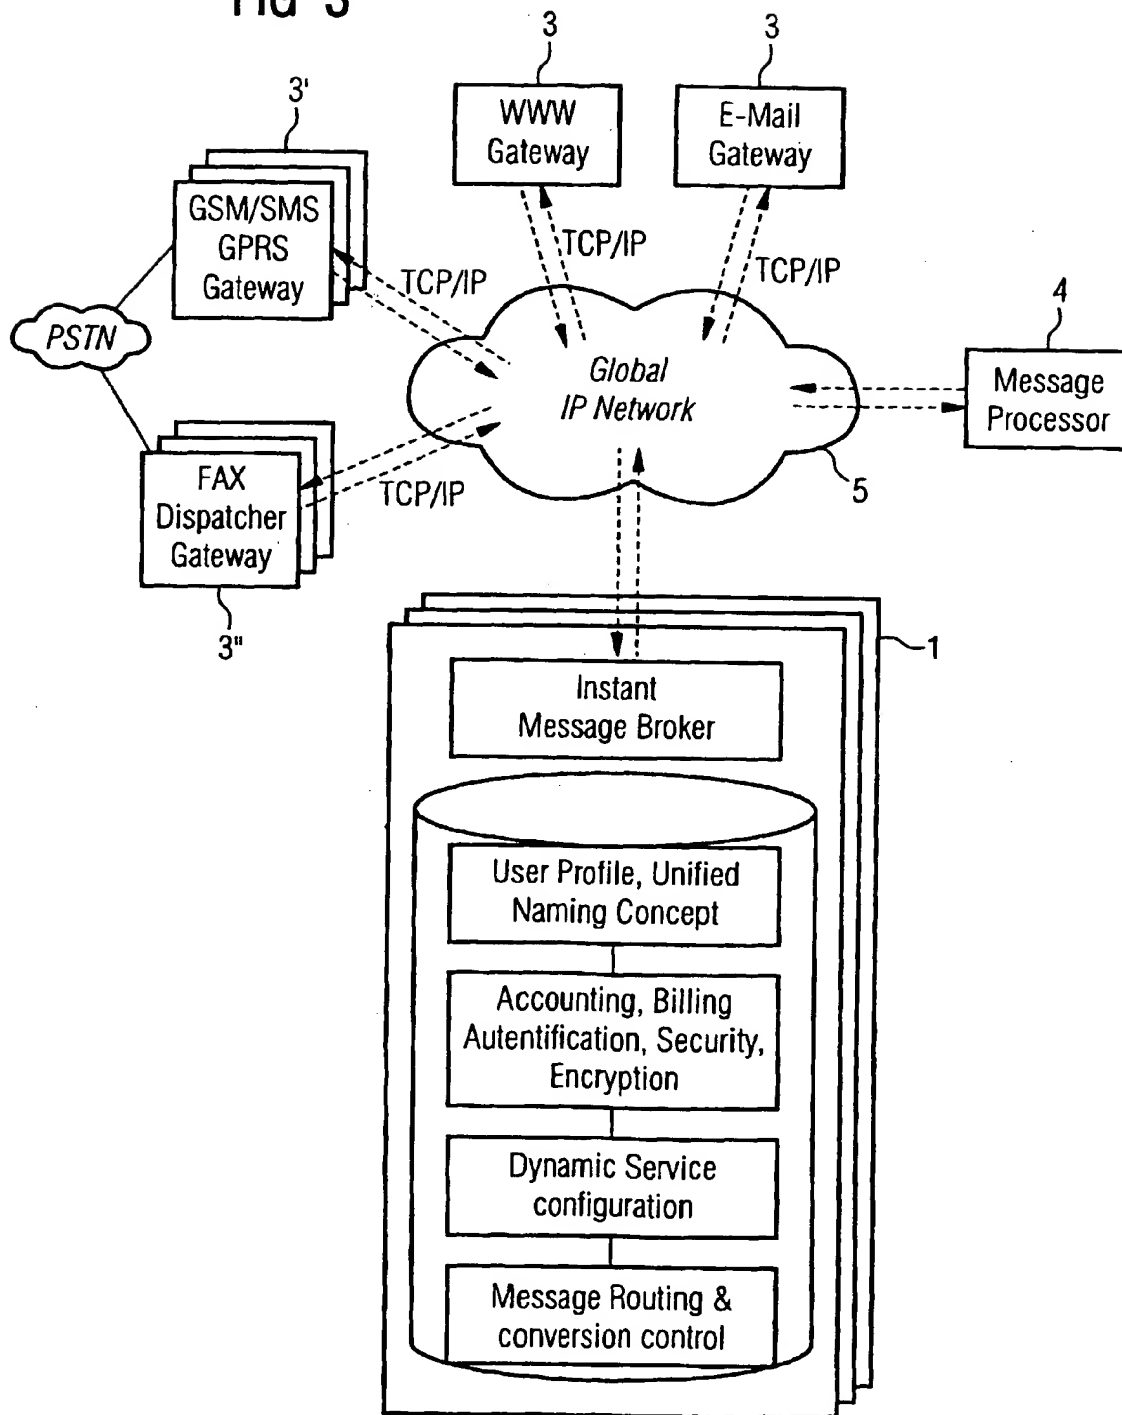 FIG 3
3
3
3'
WWW
Gateway
E-Mail
Gateway
GSM/SMS
GPRS
Gateway
TCP/IP
TCP/IP
TCP/IP
PSTN
4
Global
IP Network
Message
Processor
5
FAX
Dispatcher
Gateway
TCP/IP
3"
1
Instant
Message Broker
User Profile, Unified
Naming Concept
Accounting, Billing
Autentification, Security,
Encryption
Dynamic Service
configuration
Message Routing &
conversion control